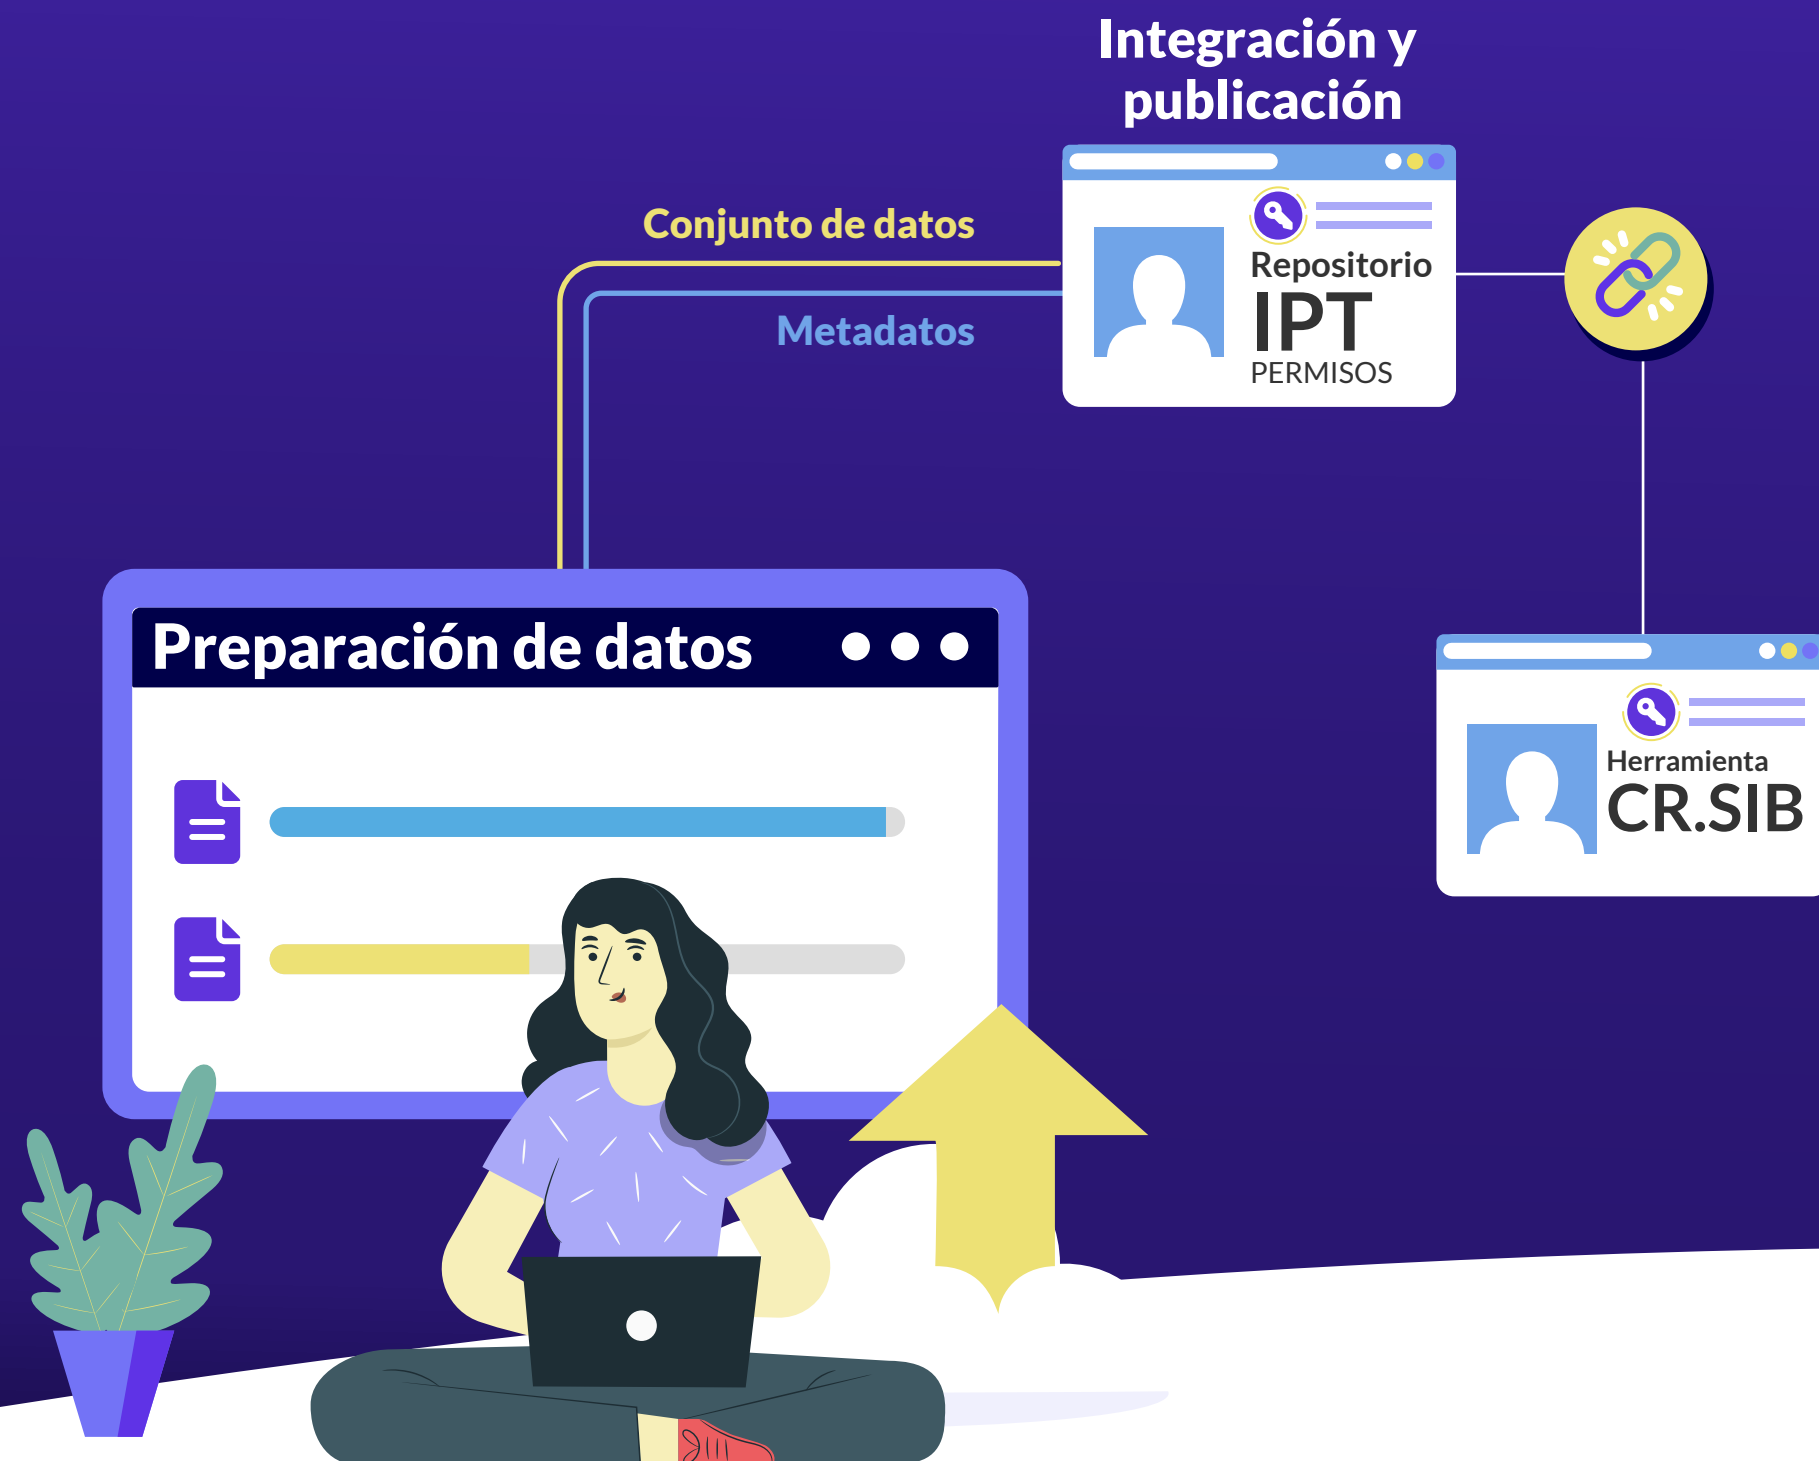 Integración y
publicación
Conjunto de datos
Metadatos
Repositorio
IPT
PERMISOS
Preparación de datos
Herramienta
CR.SIB